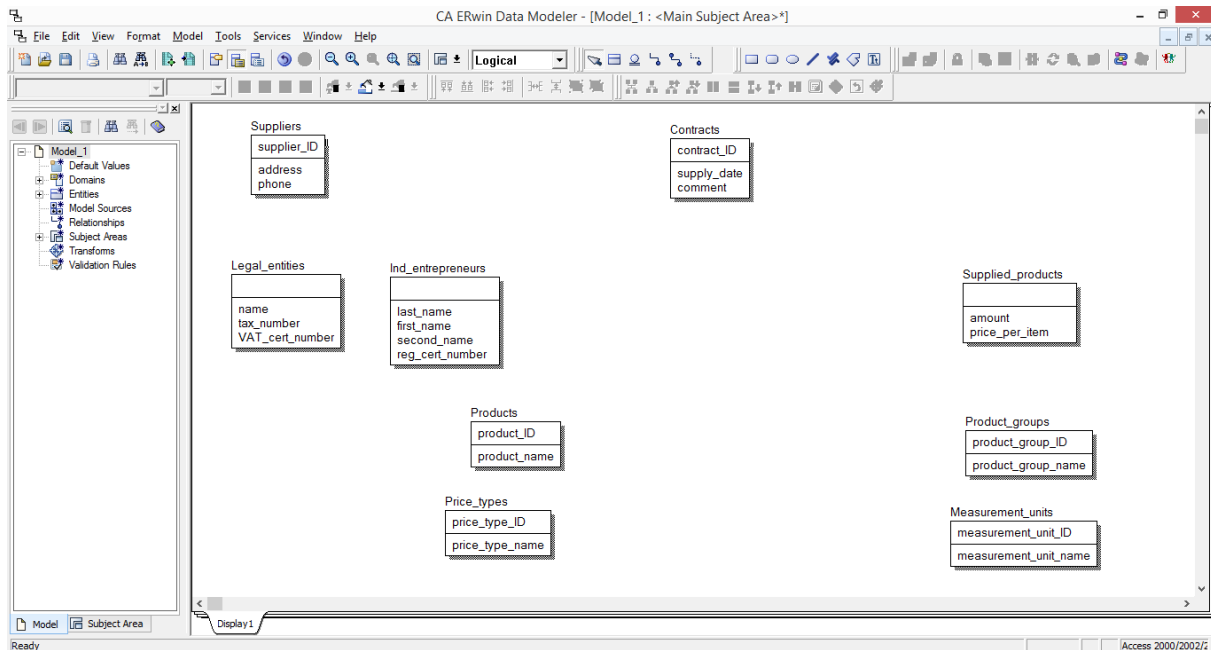 CA ERwin Data Modeler - [Model_1 : <Main Subject Area>*]
File Edit View Format Model Tools Services Window Help
Logical
Model_1
Default Values
Domains
Entities
Model Sources
Relationships
Subject Areas
Transforms
Validation Rules
Suppliers
supplier_ID
address
phone
Contracts
contract_ID
supply_date
comment
Legal_entities
name
tax_number
VAT_cert_number
Ind_entrepreneurs
last_name
first_name
second_name
reg_cert_number
Supplied_products
amount
price_per_item
Products
product_ID
product_name
Product_groups
product_group_ID
product_group_name
Price_types
price_type_ID
price_type_name
Measurement_units
measurement_unit_ID
measurement_unit_name
Model Subject Area
Display1
Ready
Access 2000/2002/2